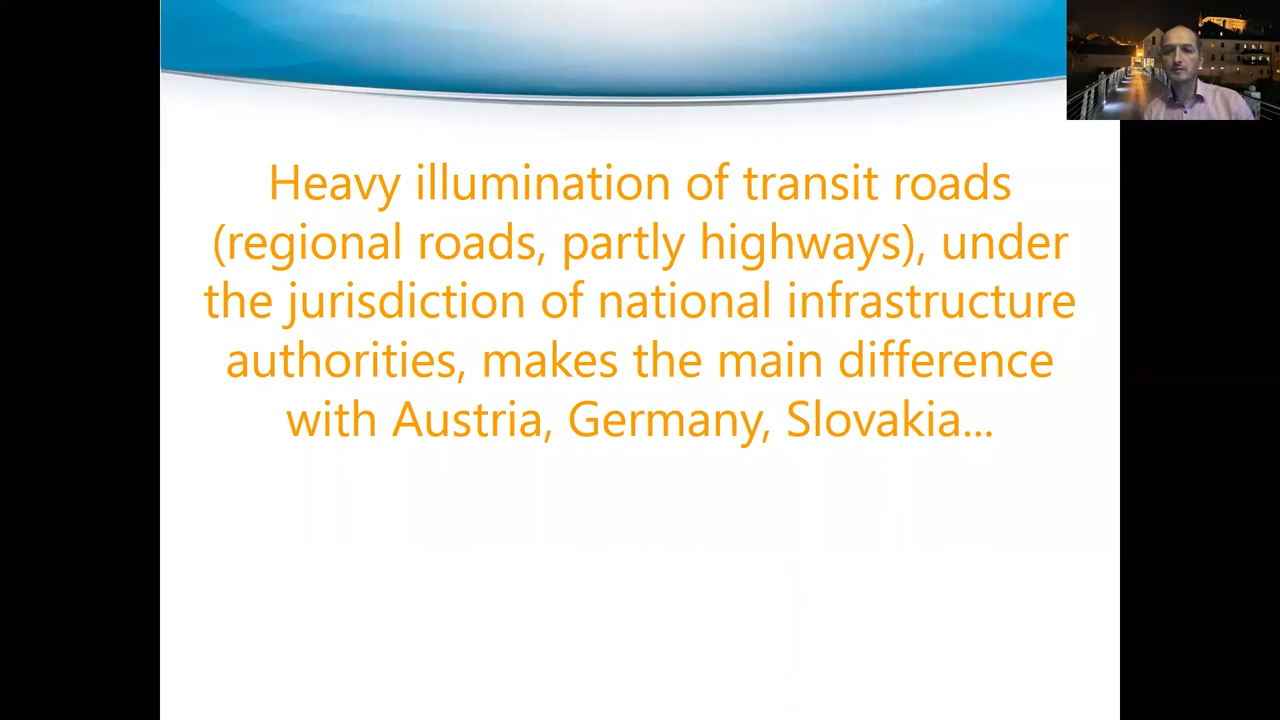 Heavy illumination of transit roads
(regional roads, partly highways), under
the jurisdiction of national infrastructure
authorities, makes the main difference
with Austria, Germany, Slovakia...